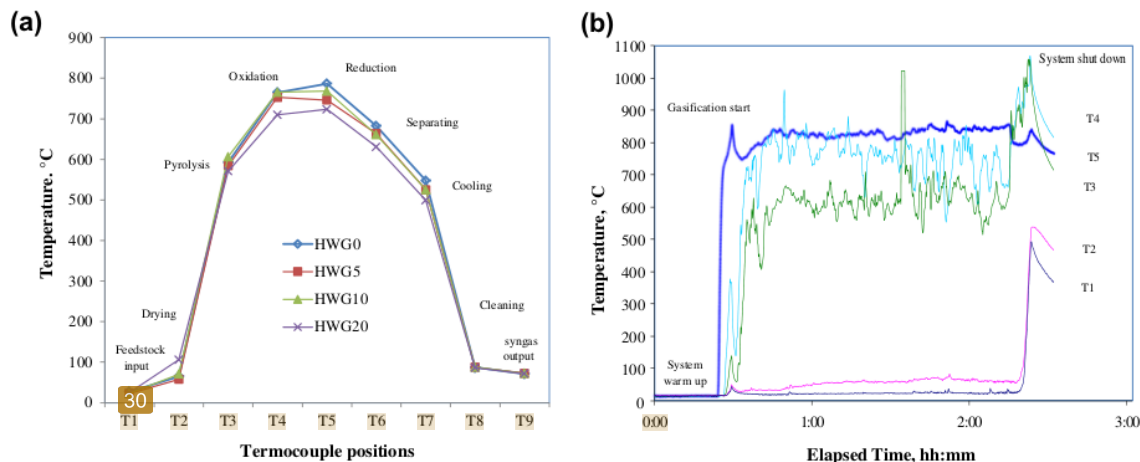 (a)
900
800
700
600
500
400
300
200
100
0
Temperature. °C
Oxidation
Reduction
Pyrolysis
Separating
Cooling
HWG0
HWG5
HWG10
HWG20
Drying
Cleaning
Feedstock
input
syngas
output
30
T1 T2 T3 T4 T5 T6 T7 T8 T9
Termocouple positions
(b)
1100
1000
900
800
700
600
500
400
300
200
100
0
Temperature, °C
System shut down
Gasification start
T4
T5
T3
T2
T1
System
warm up
0:00 1:00 2:00 3:00
Elapsed Time, hh:mm